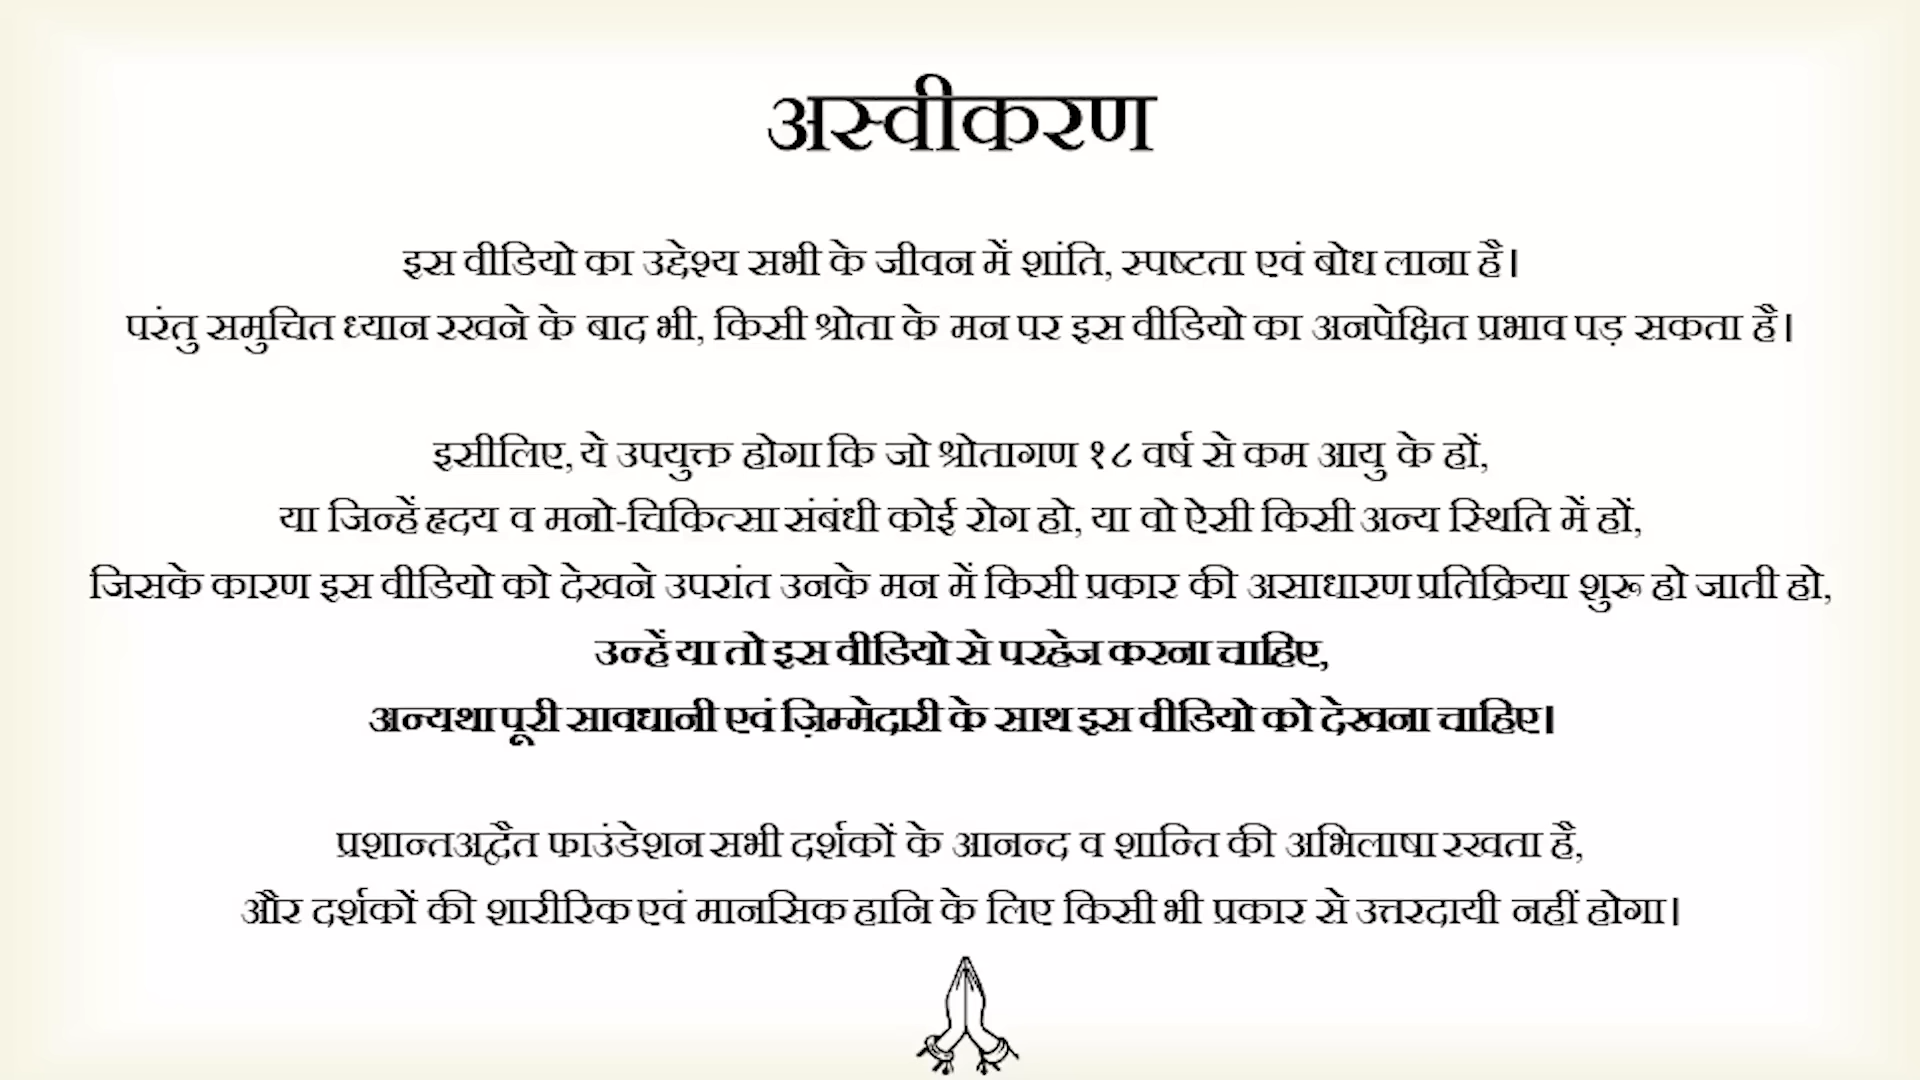 अस्वीकरण
इस वीडियो का उद्देश्य सभी के जीवन में शांति, स्पष्टता एवं बोध लाना है।
परंतु समुचित ध्यान रखने के बाद भी, किसी श्रोता के मन पर इस वीडियो का अनपेक्षित प्रभाव पड़ सकता है।
इसीलिए, ये उपयुक्त होगा कि जो श्रोतागण १८ वर्ष से कम आयु के हों,
या जिन्हें हृदय व मनो-चिकित्सा संबंधी कोई रोग हो, या वो ऐसी किसी अन्य स्थिति में हों,
जिसके कारण इस वीडियो को देखने उपरांत उनके मन में किसी प्रकार की असाधारण प्रतिक्रिया शुरू हो जाती हो,
उन्हें या तो इस वीडियो से परहेज करना चाहिए,
अन्यथा पूरी सावधानी एवं ज़िम्मेदारी के साथ इस वीडियो को देखना चाहिए।
प्रशान्तअद्वैत फाउंडेशन सभी दर्शकों के आनन्द व शान्ति की अभिलाषा रखता है,
और दर्शकों की शारीरिक एवं मानसिक हानि के लिए किसी भी प्रकार से उत्तरदायी नहीं होगा।